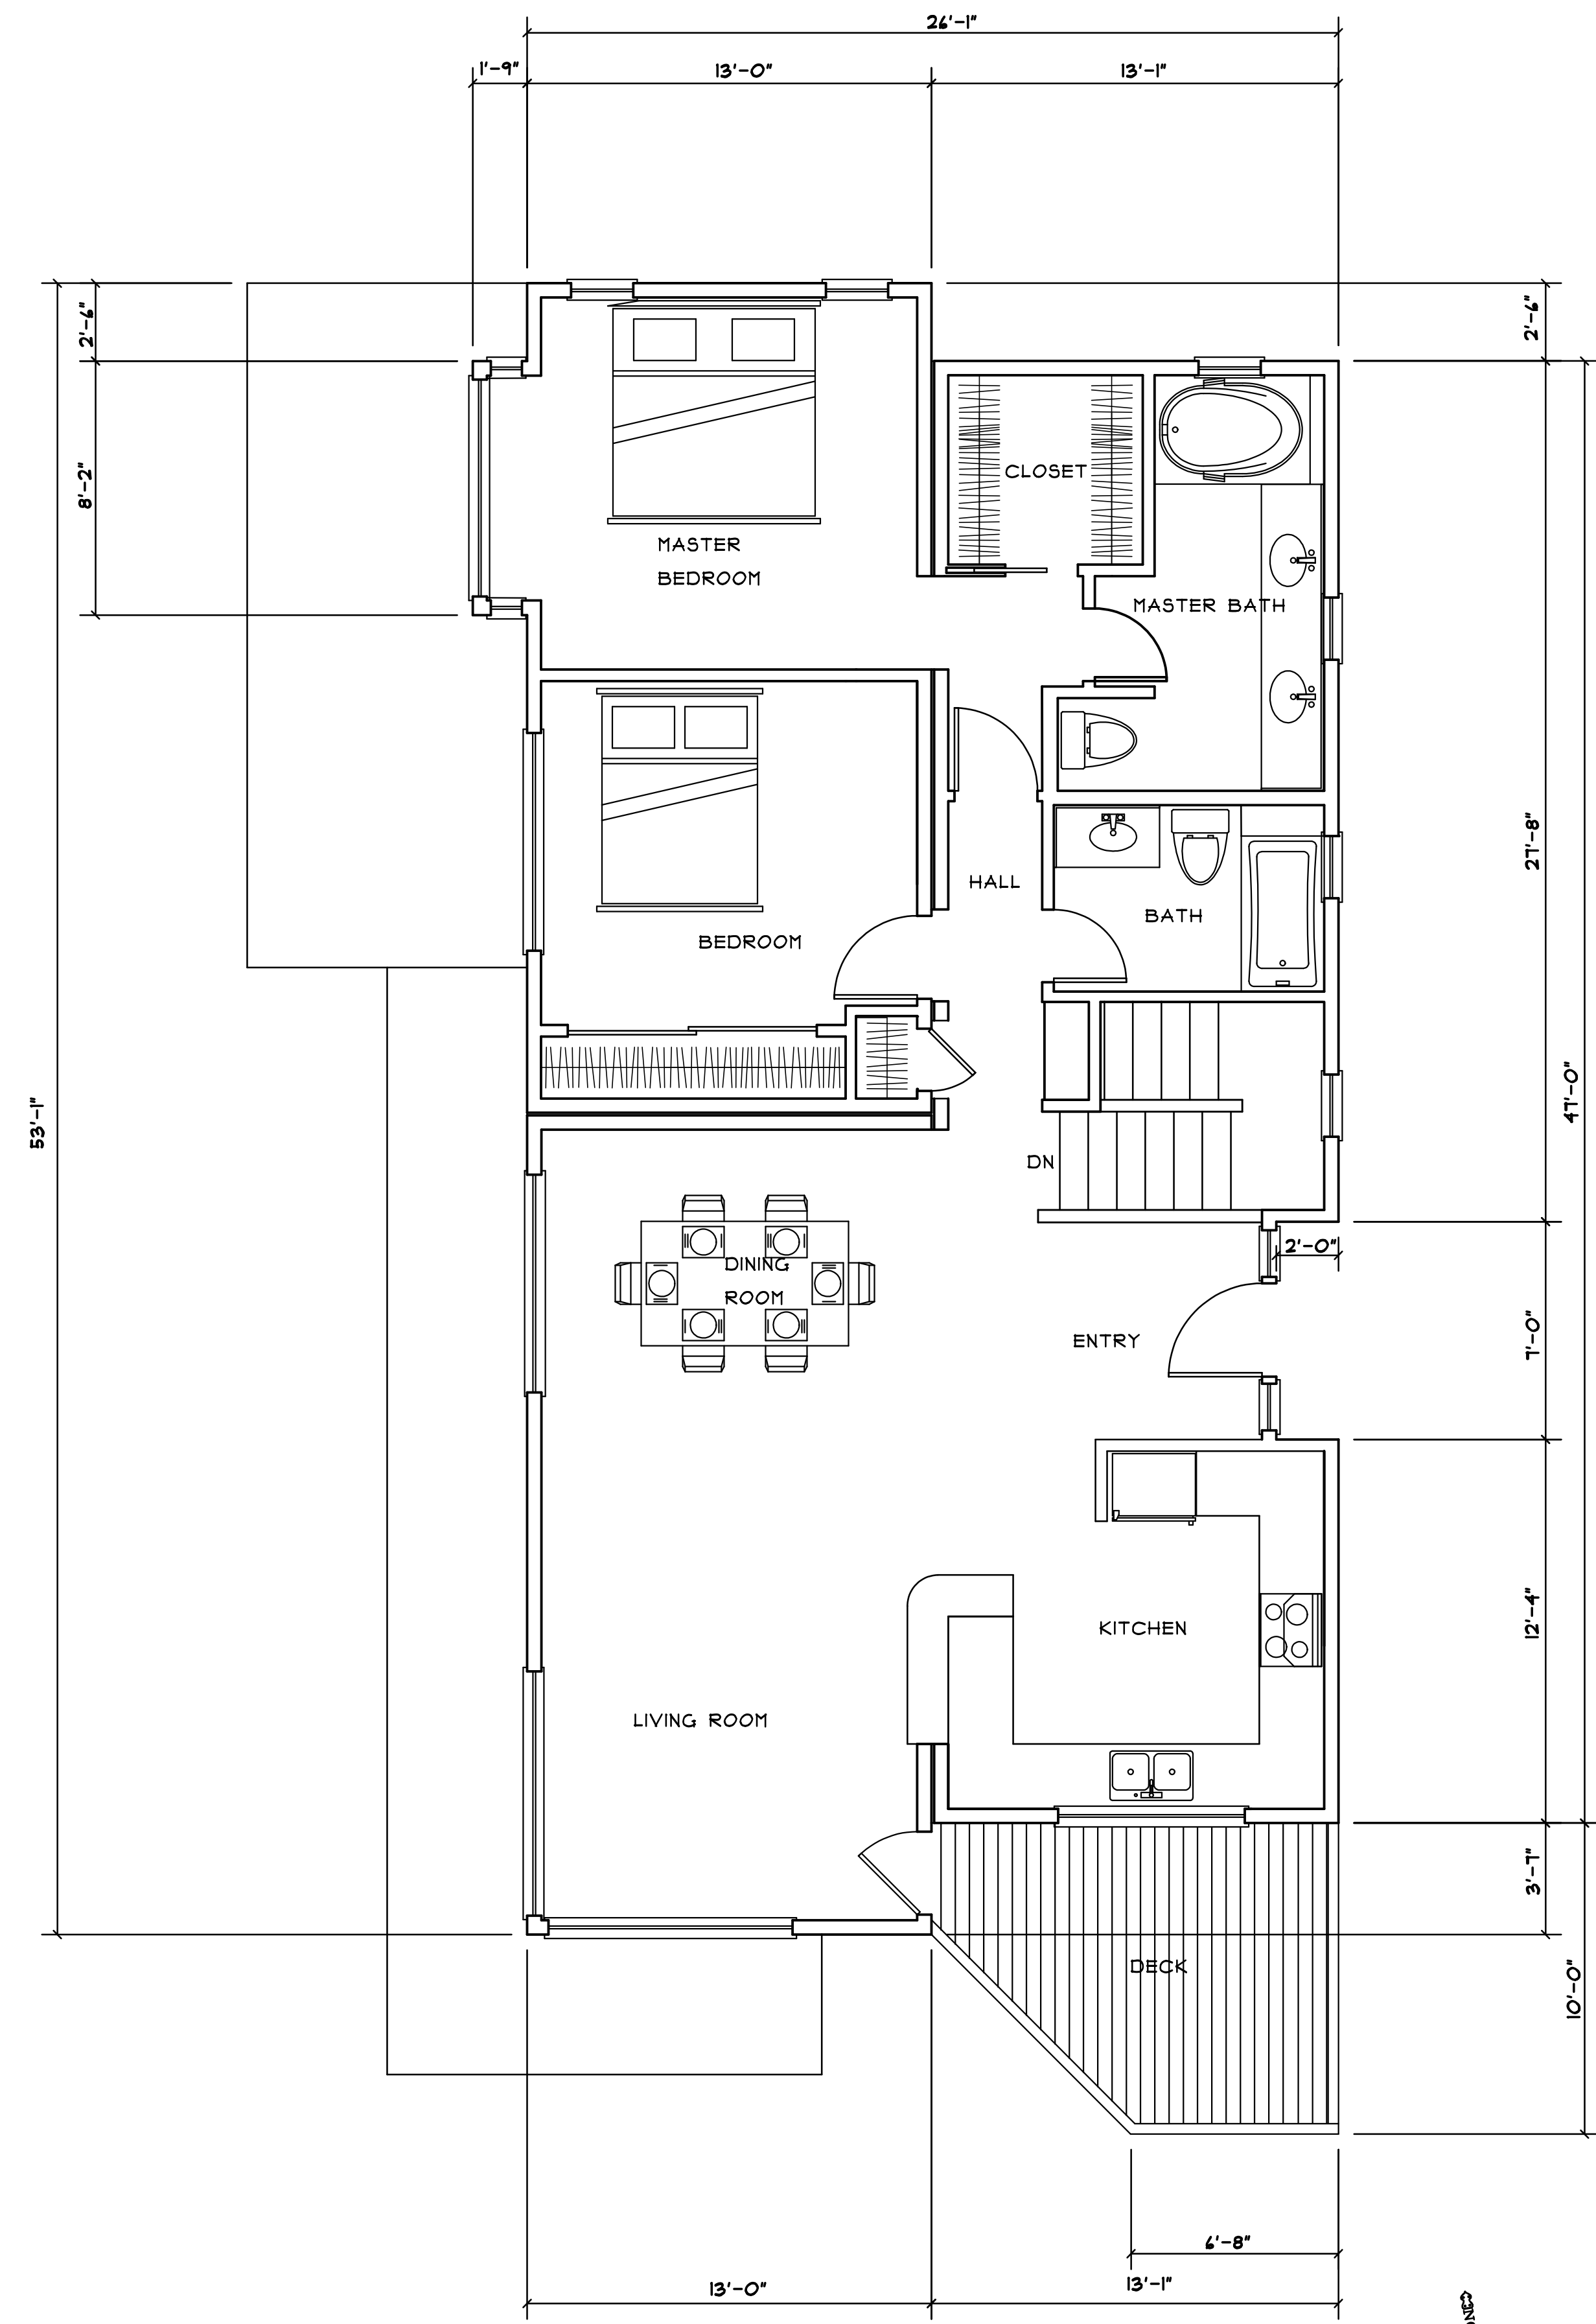 26'-1"
1'-9"
13'-0"
13'-1"
2'-6"
2'-6"
8'-2"
CLOSET
MASTER
BEDROOM
MASTER BATH
27'-8"
HALL
BATH
BEDROOM
53'-1"
47'-0"
DN
2'-0"
DINING
ROOM
ENTRY
7'-0"
KITCHEN
12'-4"
LIVING ROOM
3'-7"
DECK
10'-0"
6'-8"
13'-0"
13'-1"